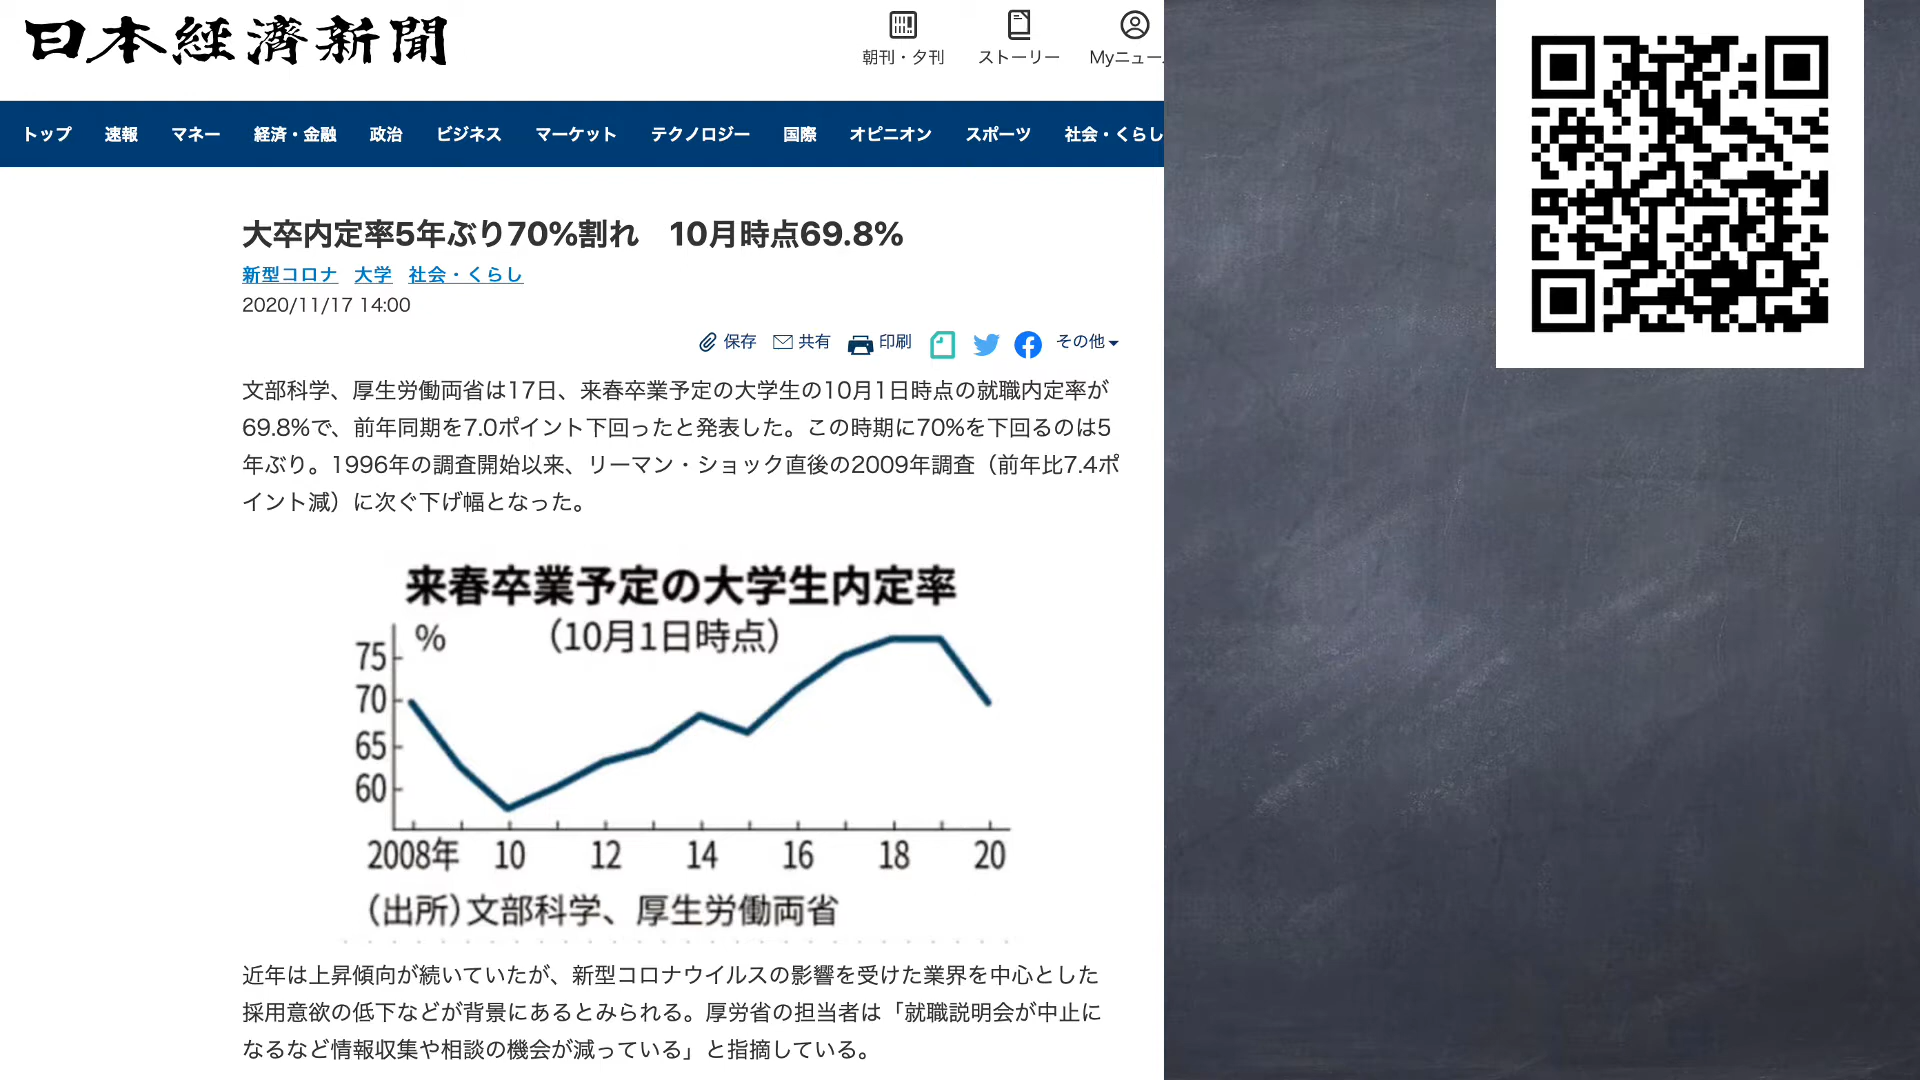 日本経済新聞
朝刊・夕刊 ストーリー Myニュー
トップ 速報 マネー 経済・金融 政治 ビジネス マーケット テクノロジー 国際 オピニオン スポーツ 社会・くらし
大卒内定率5年ぶり70%割れ 10月時点69.8%
新型コロナ 大学 社会・くらし
2020/11/17 14:00
保存 共有 印刷 その他
文部科学、厚生労働両省は17日、来春卒業予定の大学生の10月1日時点の就職内定率が
69.8%で、前年同期を7.0ポイント下回ったと発表した。この時期に70%を下回るのは5
年ぶり。1996年の調査開始以来、リーマン・ショック直後の2009年調査（前年比7.4ポ
イント減）に次ぐ下げ幅となった。
来春卒業予定の大学生内定率
% （10月1日時点）
75
70
65
60
2008年 10 12 14 16 18 20
（出所）文部科学、厚生労働両省
近年は上昇傾向が続いていたが、新型コロナウイルスの影響を受けた業界を中心とした
採用意欲の低下などが背景にあるとみられる。厚労省の担当者は「就職説明会が中止に
なるなど情報収集や相談の機会が減っている」と指摘している。